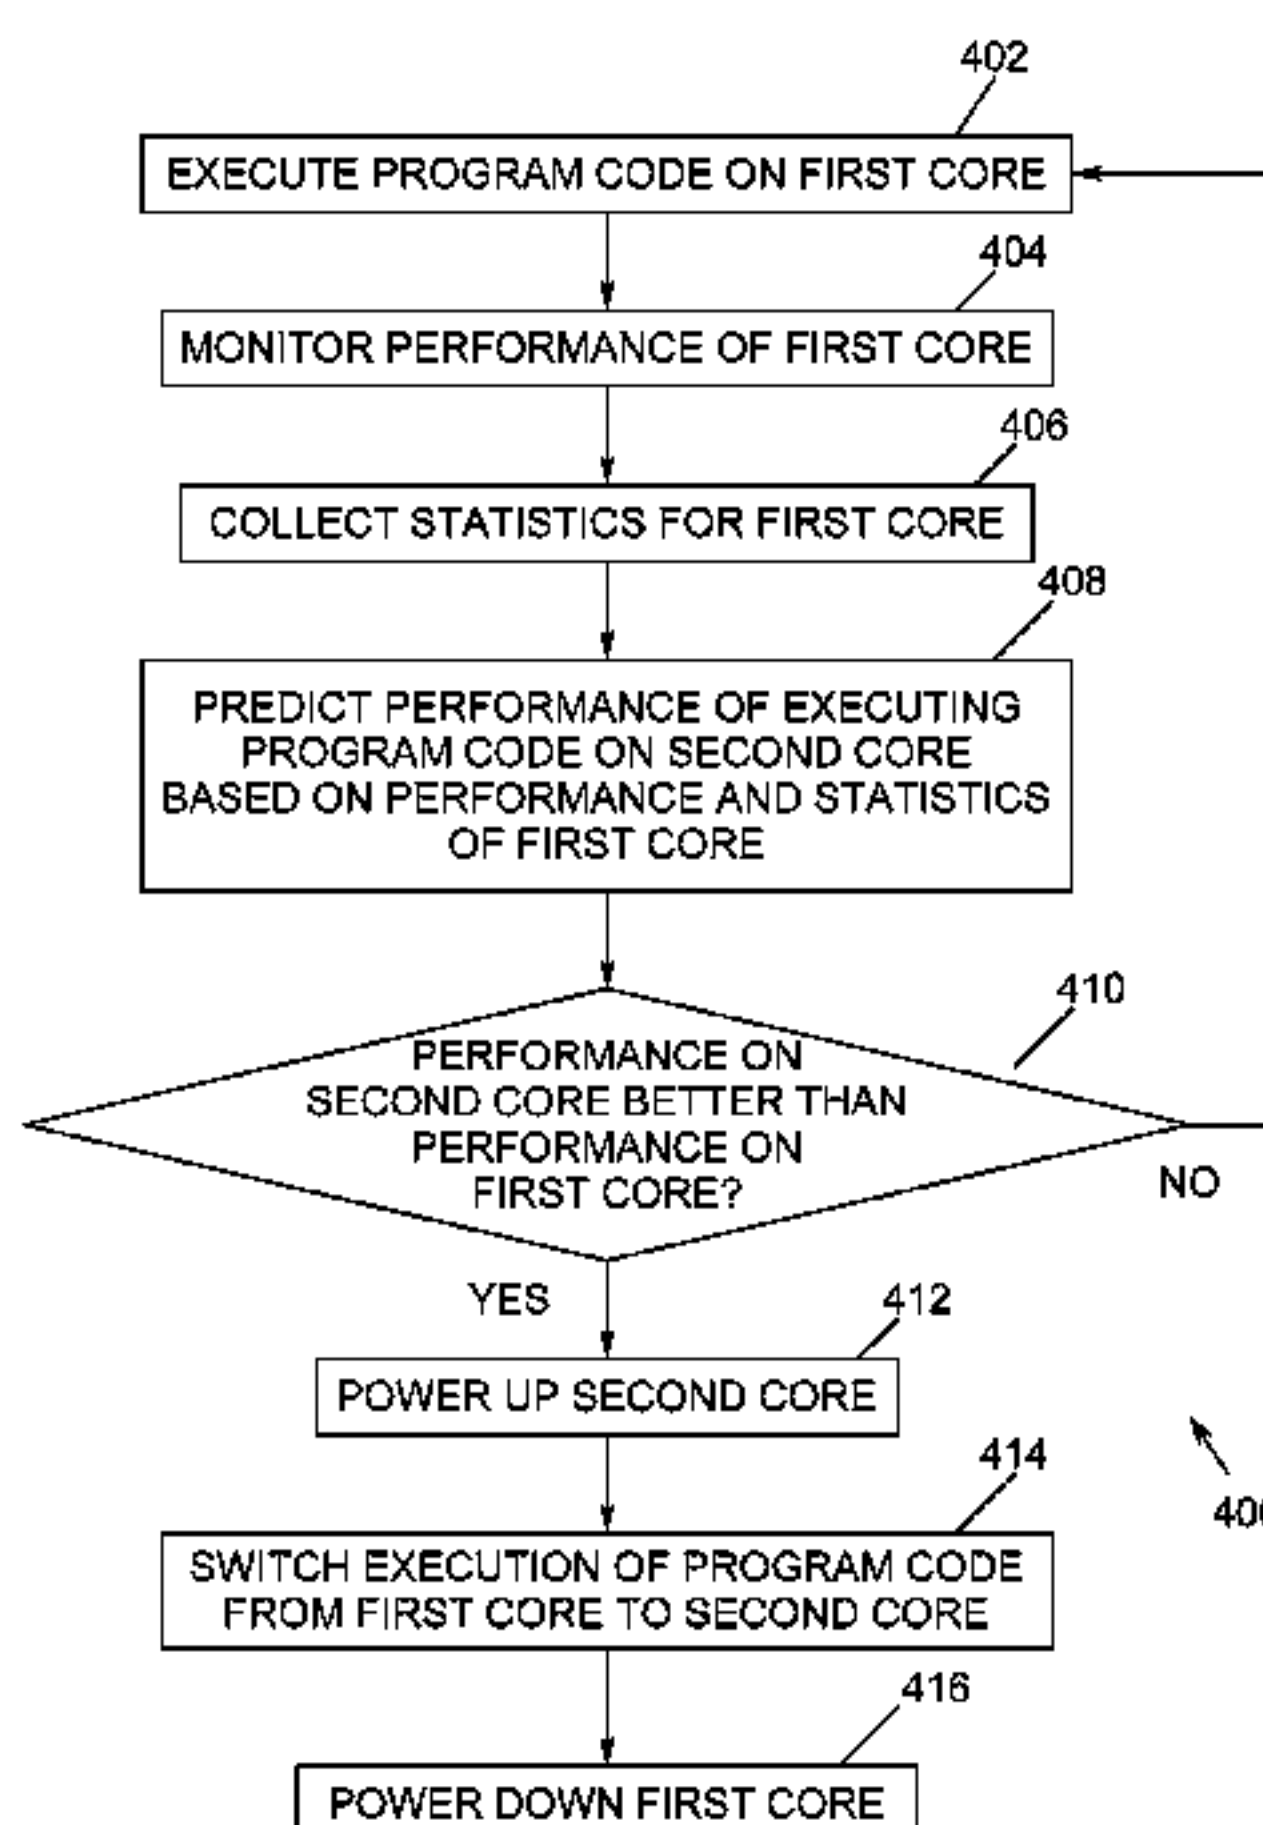 402
EXECUTE PROGRAM CODE ON FIRST CORE
404
MONITOR PERFORMANCE OF FIRST CORE
406
COLLECT STATISTICS FOR FIRST CORE
408
PREDICT PERFORMANCE OF EXECUTING
PROGRAM CODE ON SECOND CORE
BASED ON PERFORMANCE AND STATISTICS
OF FIRST CORE
410
PERFORMANCE ON
SECOND CORE BETTER THAN
PERFORMANCE ON
FIRST CORE?
NO
YES
412
POWER UP SECOND CORE
414
SWITCH EXECUTION OF PROGRAM CODE
FROM FIRST CORE TO SECOND CORE
400
416
POWER DOWN FIRST CORE